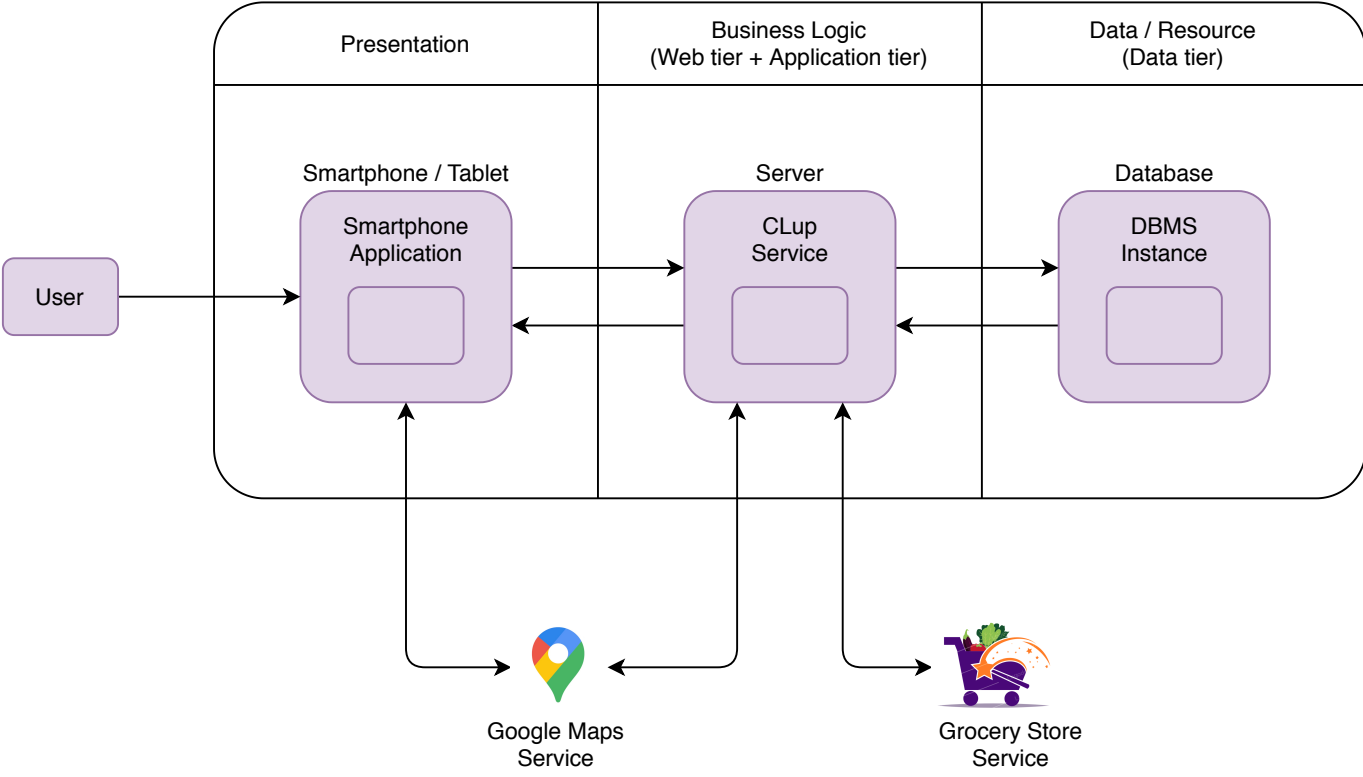 Presentation
Business Logic
(Web tier + Application tier)
Data / Resource
(Data tier)
Smartphone / Tablet
Server
Database
Smartphone
Application
CLup
Service
DBMS
Instance
User
Google Maps
Service
Grocery Store
Service